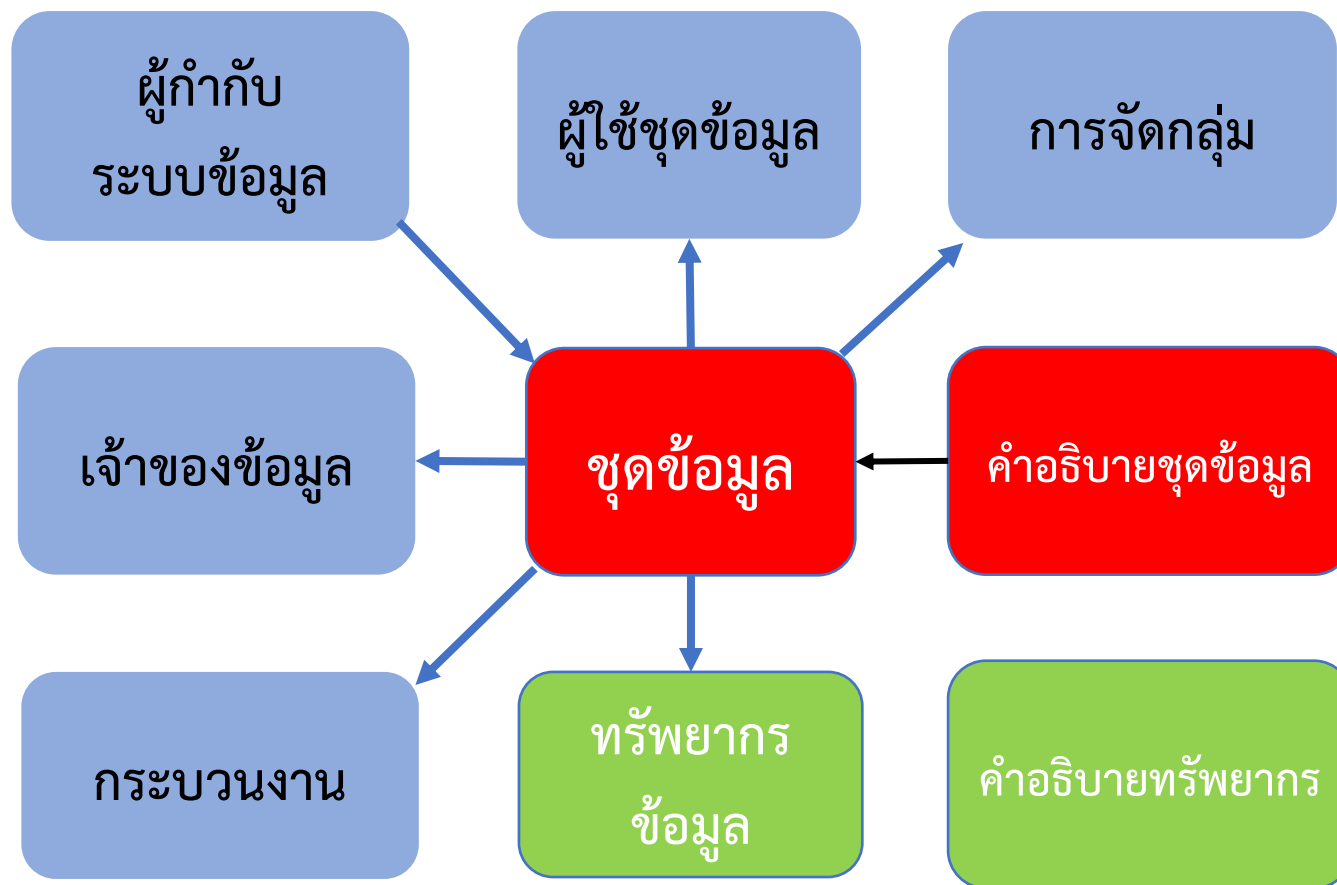 ผู้กำกับ
ระบบข้อมูล
ผู้ใช้ชุดข้อมูล
การจัดกลุ่ม
เจ้าของข้อมูล
ชุดข้อมูล
คำอธิบายชุดข้อมูล
กระบวนงาน
ทรัพยากร
ข้อมูล
คำอธิบายทรัพยากร